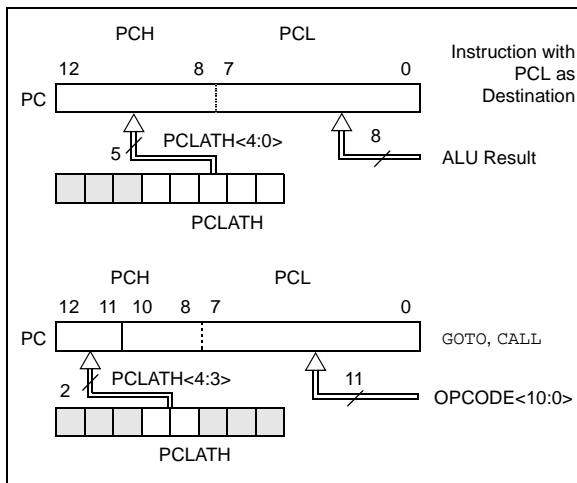 PCH PCL
12 8 7 0
Instruction with
PCL as
Destination
PC
5 PCLATH<4:0> 8
ALU Result
PCLATH
PCH PCL
12 11 10 8 7 0
PC GOTO, CALL
2 PCLATH<4:3> 11
OPCODE<10:0>
PCLATH